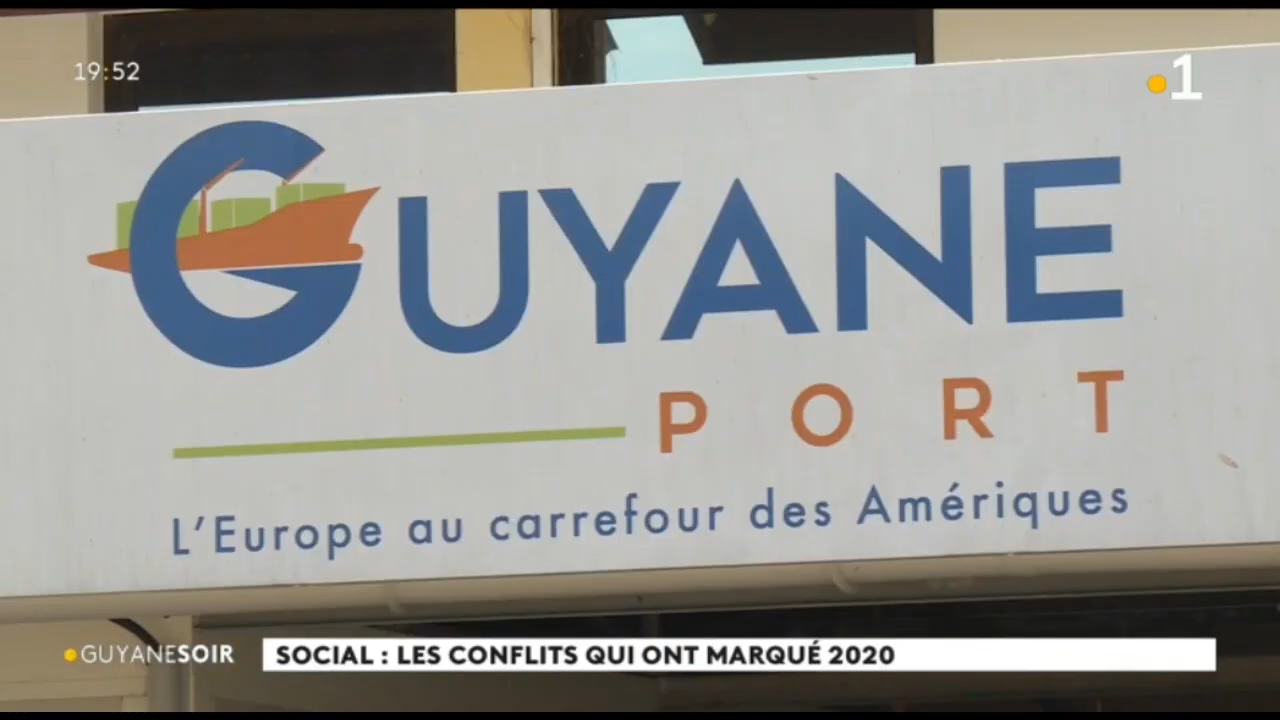 19:52
1
GUYANE
PORT
L'Europe au carrefour des Amériques
GUYANESOIR
SOCIAL : LES CONFLITS QUI ONT MARQUÉ 2020